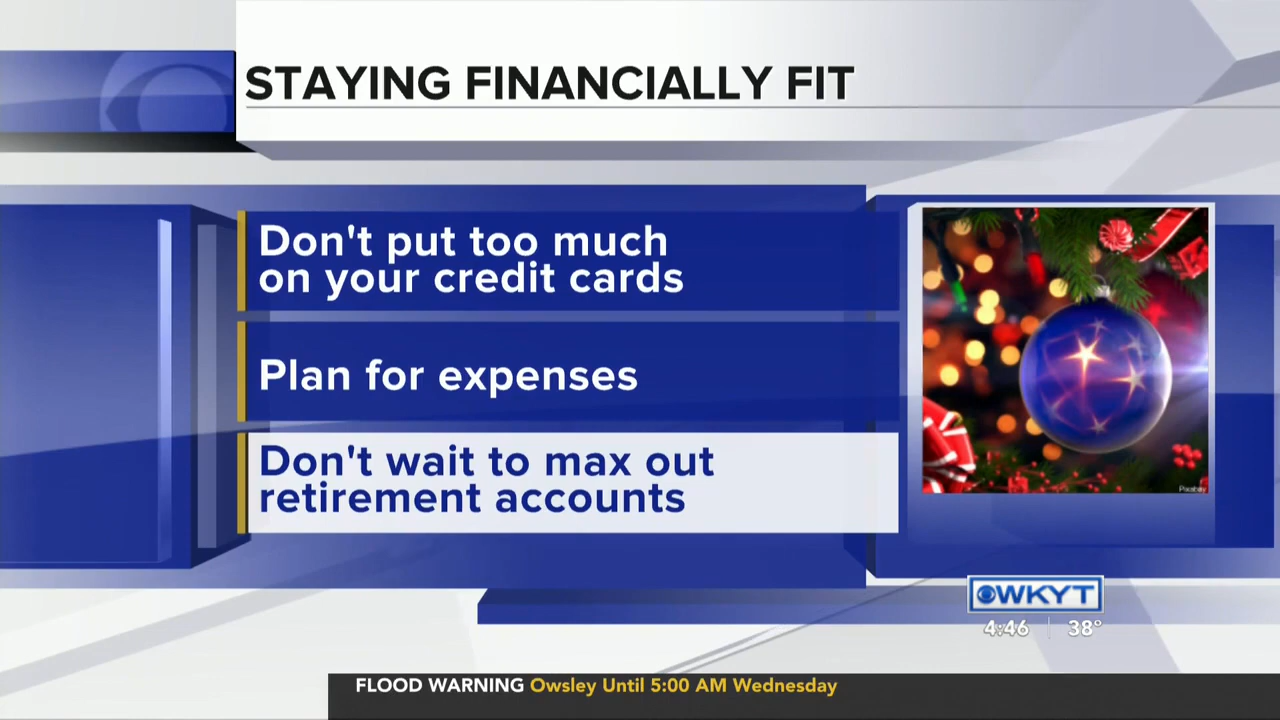 STAYING FINANCIALLY FIT
Don't put too much
on your credit cards
Plan for expenses
Don't wait to max out
retirement accounts
Pixabay
WKYT
4:46 | 38°
FLOOD WARNING Owsley Until 5:00 AM Wednesday